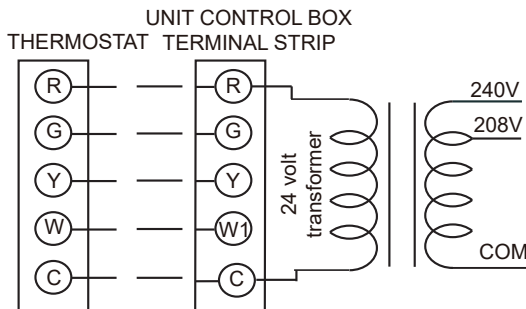 UNIT CONTROL BOX
THERMOSTAT TERMINAL STRIP
R R
G G
Y Y
W W1
C C
24 volt
transformer
240V
208V
COM